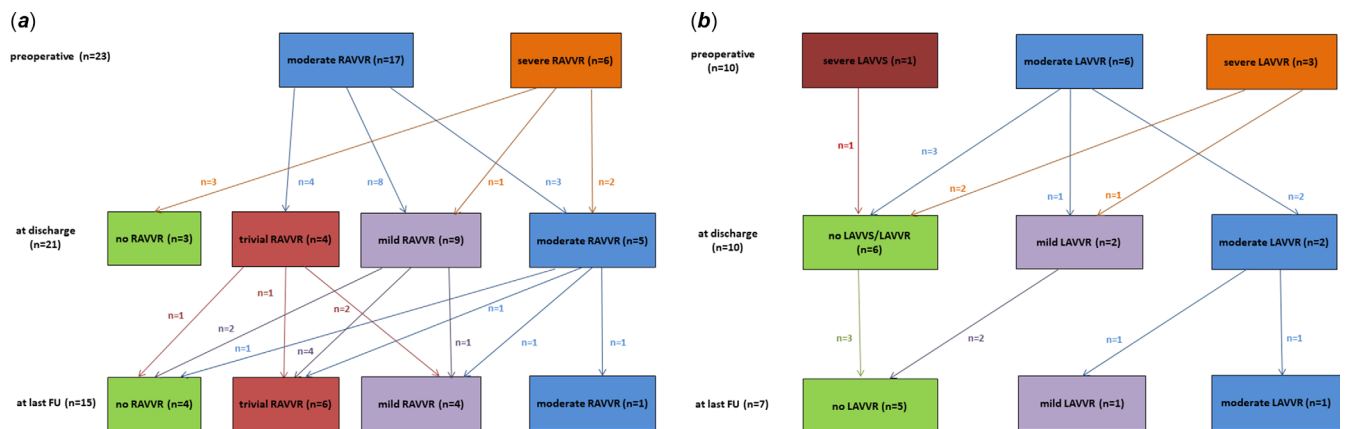 (a)
preoperative (n=23)
moderate RAVVR (n=17)
severe RAVVR (n=6)
n=3
n=4
n=8
n=1
n=3
n=2
at discharge
(n=21)
no RAVVR (n=3)
trivial RAVVR (n=4)
mild RAVVR (n=9)
moderate RAVVR (n=5)
n=1
n=2
n=1
n=1
n=4
n=2
n=1
n=1
n=1
n=1
at last FU (n=15)
no RAVVR (n=4)
trivial RAVVR (n=6)
mild RAVVR (n=4)
moderate RAVVR (n=1)
(b)
preoperative
(n=10)
severe LAVVS (n=1)
moderate LAVVR (n=6)
severe LAVVR (n=3)
n=1
n=3
n=2
n=1
n=1
n=2
at discharge
(n=10)
no LAVVS/LAVVR
(n=6)
mild LAVVR (n=2)
moderate LAVVR (n=2)
n=3
n=2
n=1
n=1
at last FU (n=7)
no LAVVR (n=5)
mild LAVVR (n=1)
moderate LAVVR (n=1)